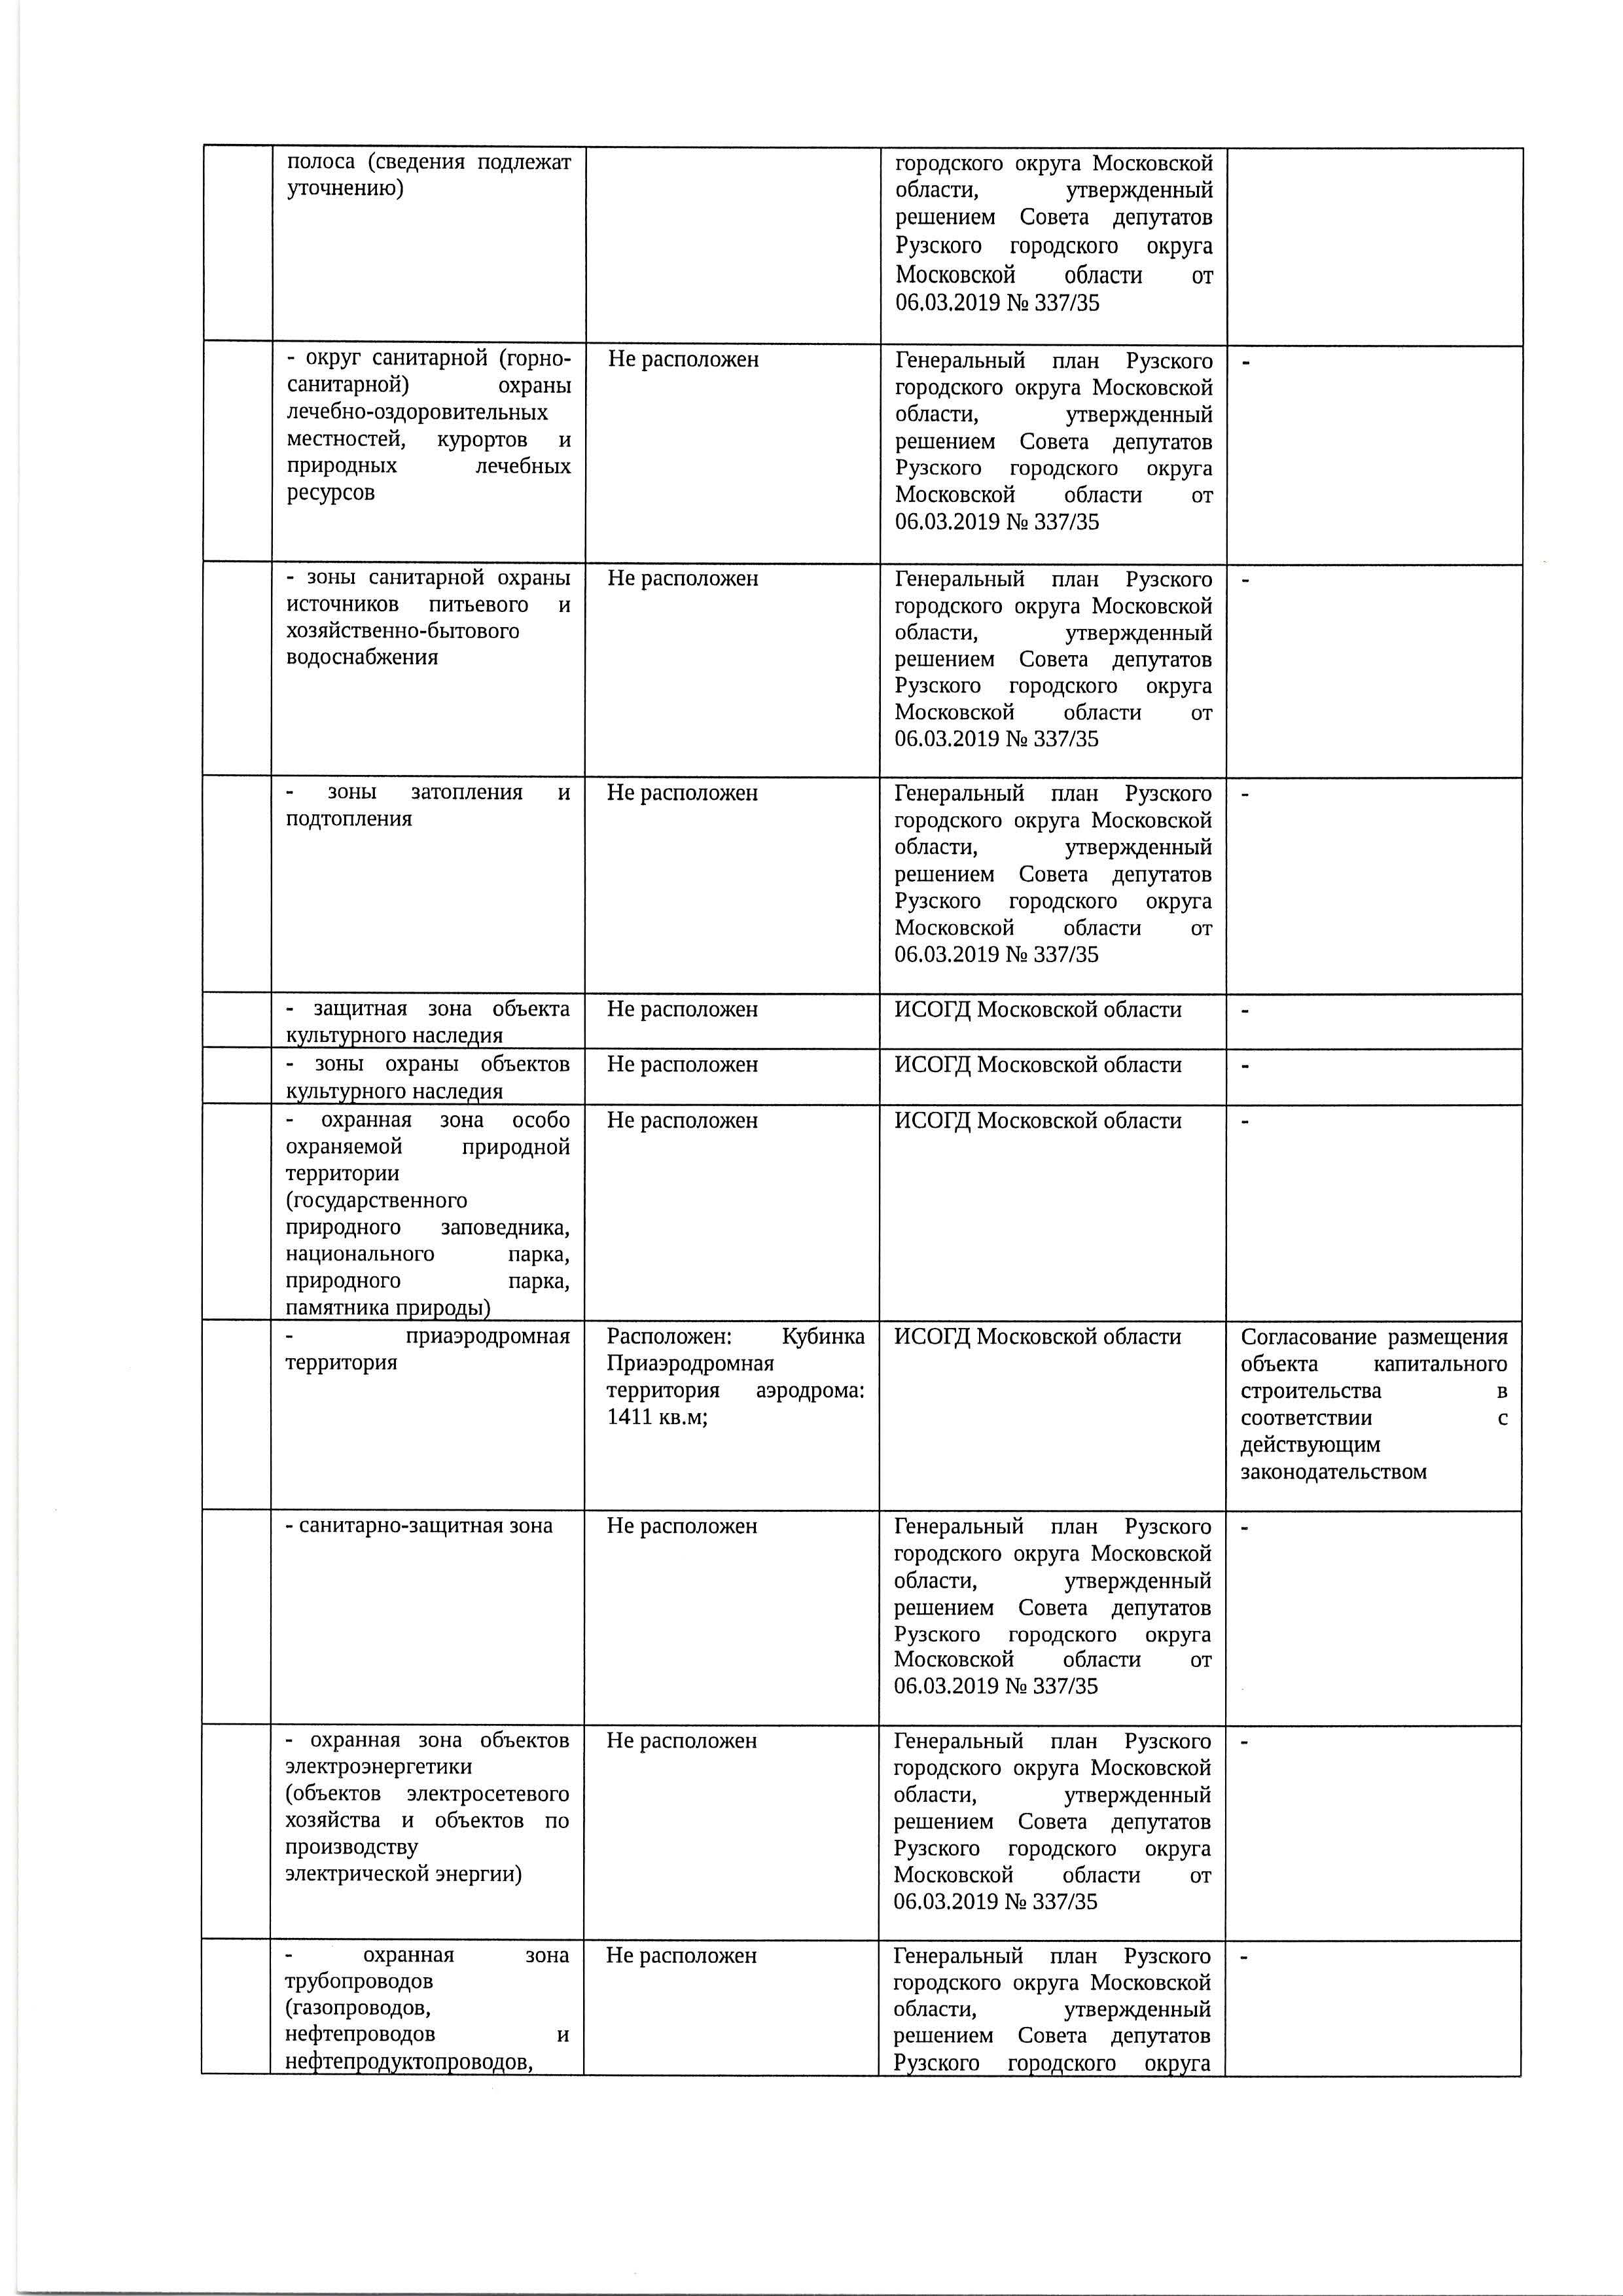 полоса (сведения подлежат
уточнению)
городского округа Московской
области, утвержденный
решением Совета депутатов
Рузского городского округа
Московской области от
06.03.2019 № 337/35
- округ санитарной (горно-
санитарной) охраны
лечебно-оздоровительных
местностей, курортов и
природных лечебных
ресурсов
Не расположен
Генеральный план Рузского
городского округа Московской
области, утвержденный
решением Совета депутатов
Рузского городского округа
Московской области от
06.03.2019 № 337/35
-
- зоны санитарной охраны
источников питьевого и
хозяйственно-бытового
водоснабжения
Не расположен
Генеральный план Рузского
городского округа Московской
области, утвержденный
решением Совета депутатов
Рузского городского округа
Московской области от
06.03.2019 № 337/35
-
- зоны затопления и
подтопления
Не расположен
Генеральный план Рузского
городского округа Московской
области, утвержденный
решением Совета депутатов
Рузского городского округа
Московской области от
06.03.2019 № 337/35
-
- защитная зона объекта
культурного наследия
Не расположен
ИСОГД Московской области
-
- зоны охраны объектов
культурного наследия
Не расположен
ИСОГД Московской области
-
- охранная зона особо
охраняемой природной
территории
(государственного
природного заповедника,
национального парка,
природного парка,
памятника природы)
Не расположен
ИСОГД Московской области
-
- приаэродромная
территория
Расположен: Кубинка
Приаэродромная
территория аэродрома:
1411 кв.м;
ИСОГД Московской области
Согласование размещения
объекта капитального
строительства в
соответствии с
действующим
законодательством
- санитарно-защитная зона
Не расположен
Генеральный план Рузского
городского округа Московской
области, утвержденный
решением Совета депутатов
Рузского городского округа
Московской области от
06.03.2019 № 337/35
-
- охранная зона объектов
электроэнергетики
(объектов электросетевого
хозяйства и объектов по
производству
электрической энергии)
Не расположен
Генеральный план Рузского
городского округа Московской
области, утвержденный
решением Совета депутатов
Рузского городского округа
Московской области от
06.03.2019 № 337/35
-
- охранная зона
трубопроводов
(газопроводов,
нефтепроводов и
нефтепродуктопроводов,
Не расположен
Генеральный план Рузского
городского округа Московской
области, утвержденный
решением Совета депутатов
Рузского городского округа
-